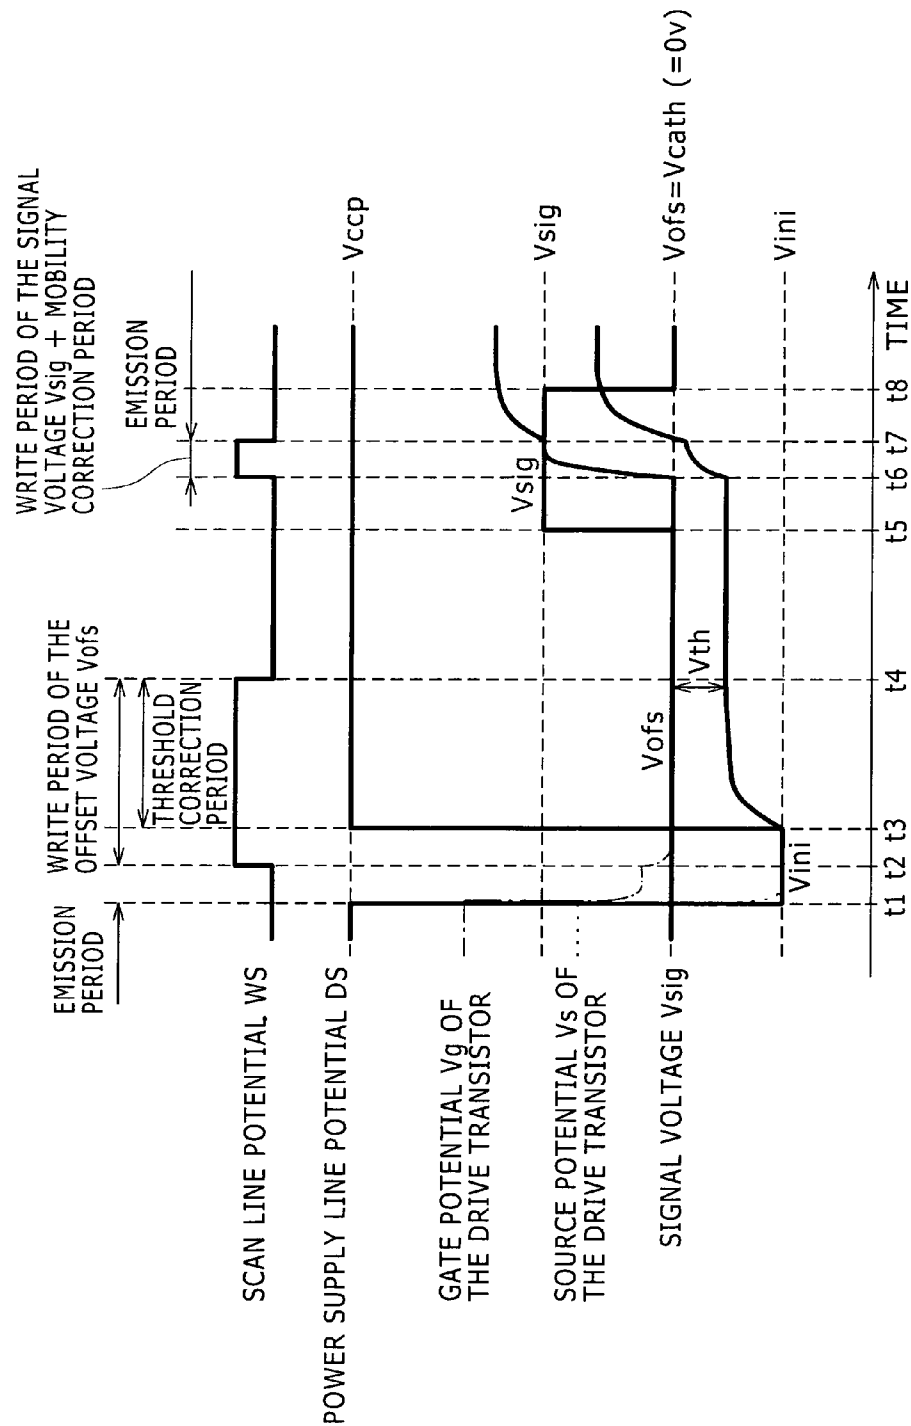 WRITE PERIOD OF THE SIGNAL
VOLTAGE Vsig + MOBILITY
CORRECTION PERIOD
EMISSION
PERIOD
WRITE PERIOD OF THE
OFFSET VOLTAGE Vofs
THRESHOLD
CORRECTION
PERIOD
EMISSION
PERIOD
SCAN LINE POTENTIAL WS
POWER SUPPLY LINE POTENTIAL DS
Vccp
GATE POTENTIAL Vg OF
THE DRIVE TRANSISTOR
Vsig
Vsig
SOURCE POTENTIAL Vs OF
THE DRIVE TRANSISTOR
SIGNAL VOLTAGE Vsig
Vofs
Vth
Vofs=Vcath (=0v)
Vini
Vini
t1 t2 t3 t4 t5 t6 t7 t8 TIME